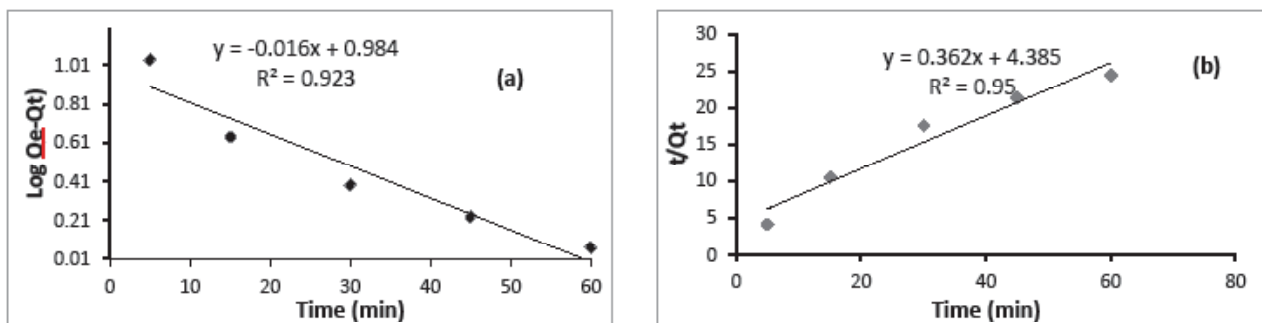 y = -0.016x + 0.984
R² = 0.923
(a)
Log Qe-Qt)
1.01
0.81
0.61
0.41
0.21
0.01
0 10 20 30 40 50 60
Time (min)
y = 0.362x + 4.385
R² = 0.95
(b)
t/Qt
30
25
20
15
10
5
0
0 20 40 60 80
Time (min)